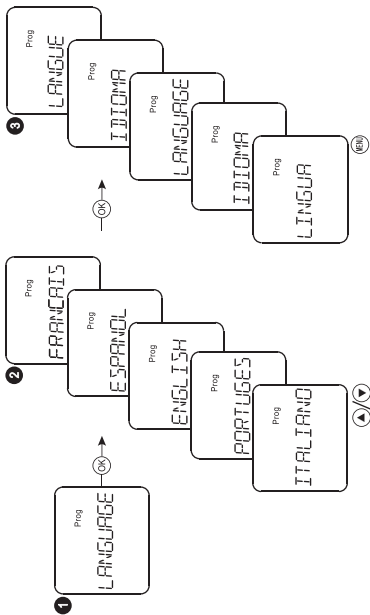 1
Prog
LANGUAGE
OK
2
Prog
FRANCAIS
Prog
ESPANOL
Prog
ENGLISH
Prog
PORTUGES
Prog
ITALIANO
▲/▼
OK
3
Prog
LANGUE
Prog
IDIOMA
Prog
LANGUAGE
Prog
IDIOMA
Prog
LINGUA
MENU